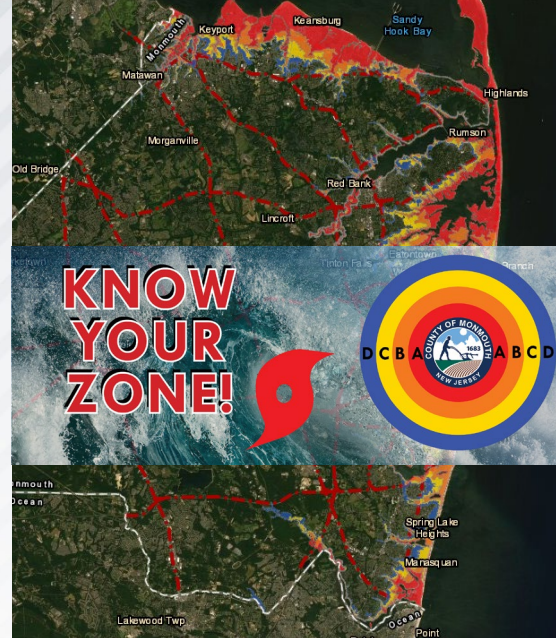 Keansburg
Sandy
Hook Bay
Keyport
Monmouth
Matawan
Highlands
Rumson
Morganville
Old Bridge
Red Bank
Lincroft
Tinton Falls
Eatontown
Branch
KNOW
YOUR
ZONE!
D C B A
COUNTY OF MONMOUTH
1683
NEW JERSEY
A B C D
Ocean
Spring Lake
Heights
Manasquan
Lakewood Twp
Ocean
Point